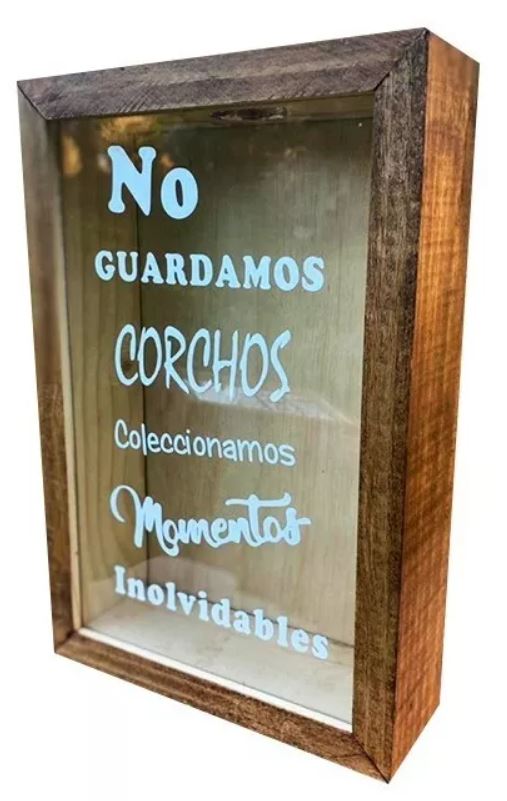 No
GUARDAMOS
CORCHOS
Coleccionamos
Momentos
Inolvidables